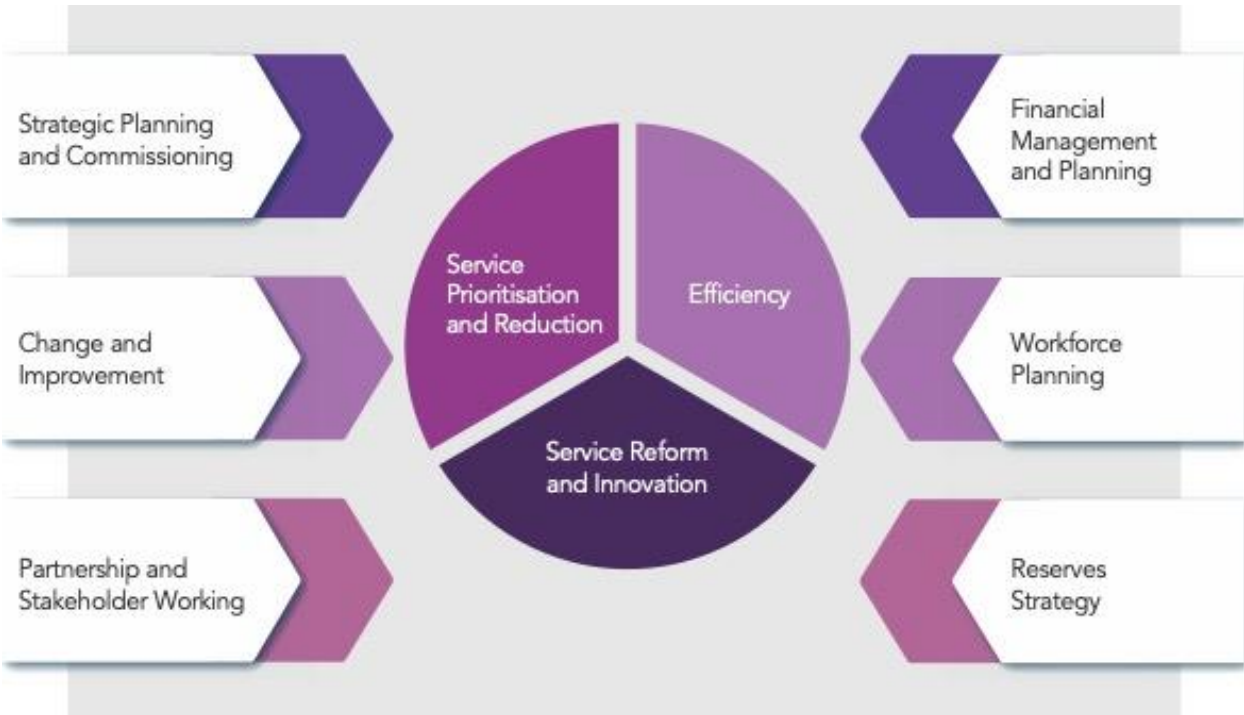 Strategic Planning
and Commissioning
Change and
Improvement
Partnership and
Stakeholder Working
Service
Prioritisation
and Reduction
Efficiency
Service Reform
and Innovation
Financial
Management
and Planning
Workforce
Planning
Reserves
Strategy